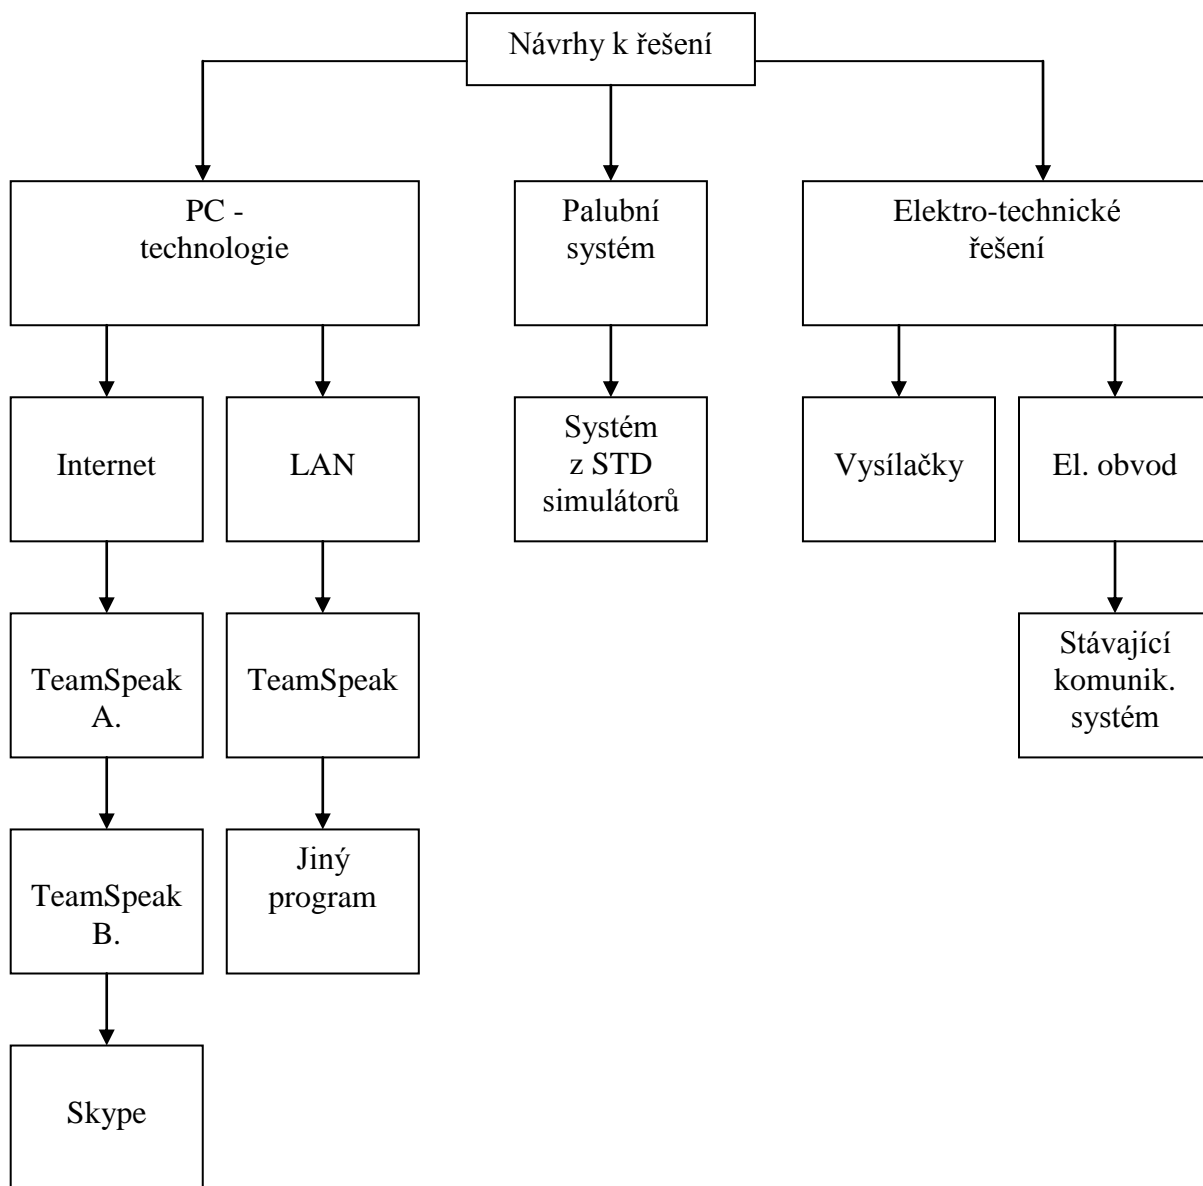 Návrhy k řešení
PC -
technologie
Palubní
systém
Elektro-technické
řešení
Internet
LAN
Systém
z STD
simulátorů
Vysílačky
El. obvod
TeamSpeak
A.
TeamSpeak
Stávající
komunik.
systém
TeamSpeak
B.
Jiný
program
Skype